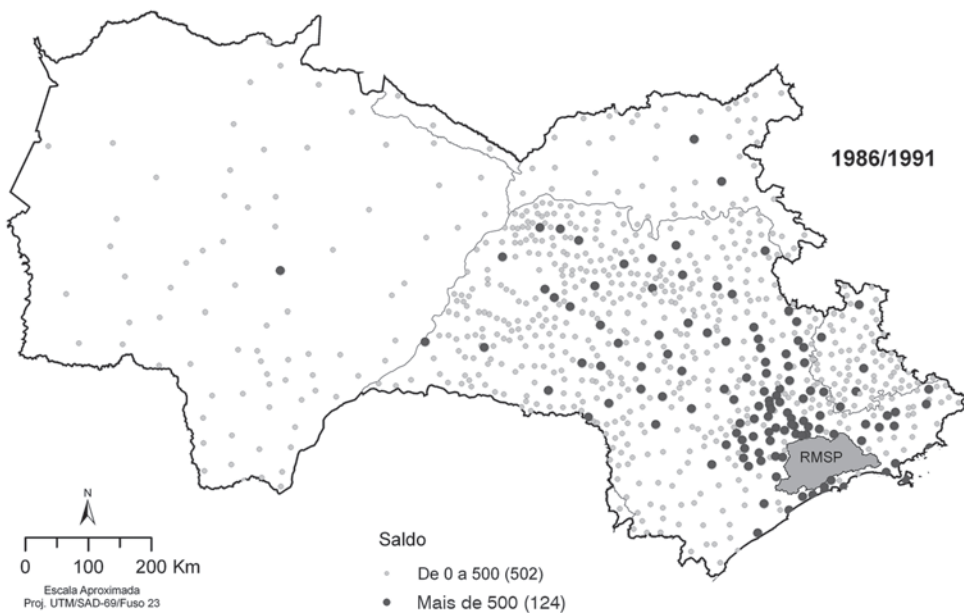 1986/1991
RMSP
N
0 100 200 Km
Escala Aproximada
Proj. UTM/SAD-69/Fuso 23
Saldo
De 0 a 500 (502)
Mais de 500 (124)